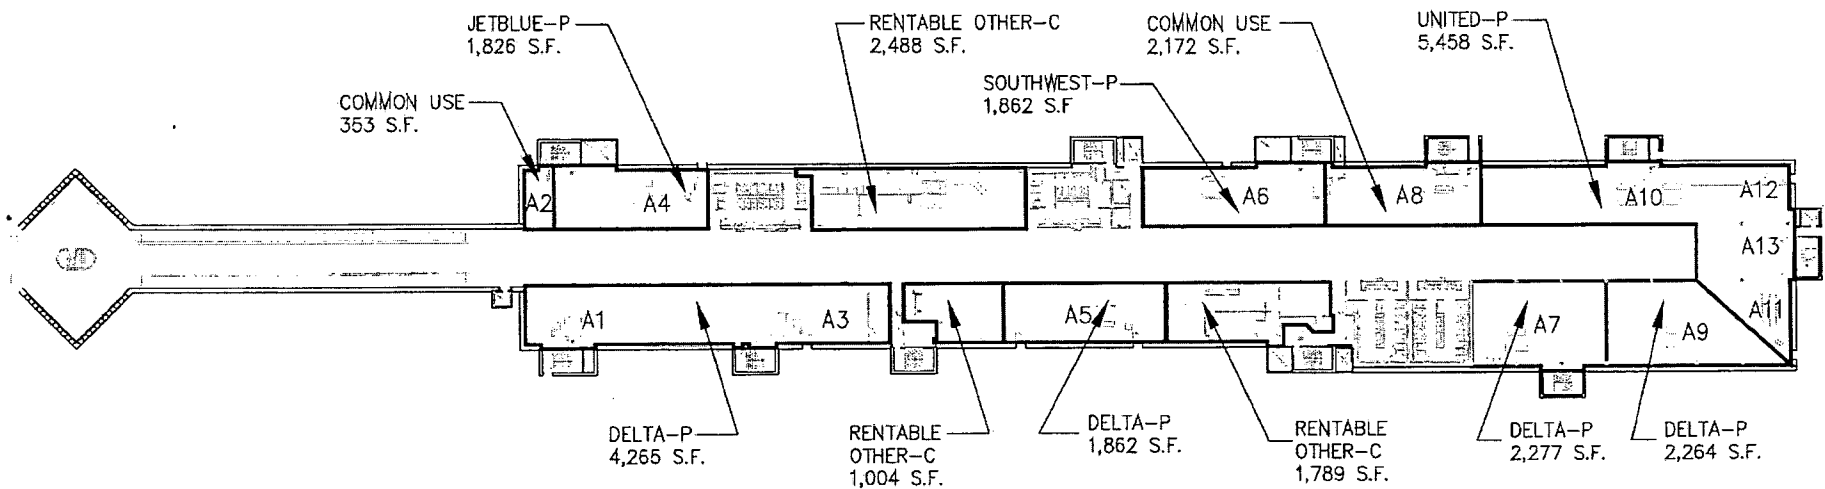 JETBLUE-P
1,826 S.F.
RENTABLE OTHER-C
2,488 S.F.
COMMON USE
2,172 S.F.
UNITED-P
5,458 S.F.
COMMON USE
353 S.F.
SOUTHWEST-P
1,862 S.F
A2
A4
A6
A8
A10
A12
A13
A1
A3
A5
A7
A9
A11
DELTA-P
4,265 S.F.
RENTABLE
OTHER-C
1,004 S.F.
DELTA-P
1,862 S.F.
RENTABLE
OTHER-C
1,789 S.F.
DELTA-P
2,277 S.F.
DELTA-P
2,264 S.F.